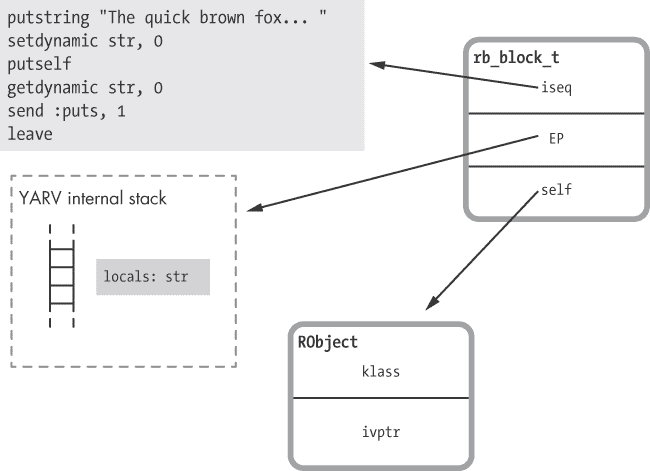 putstring "The quick brown fox... "
setdynamic str, 0
putself
getdynamic str, 0
send :puts, 1
leave
rb_block_t
iseq
EP
self
YARV internal stack
locals: str
RObject
klass
ivptr